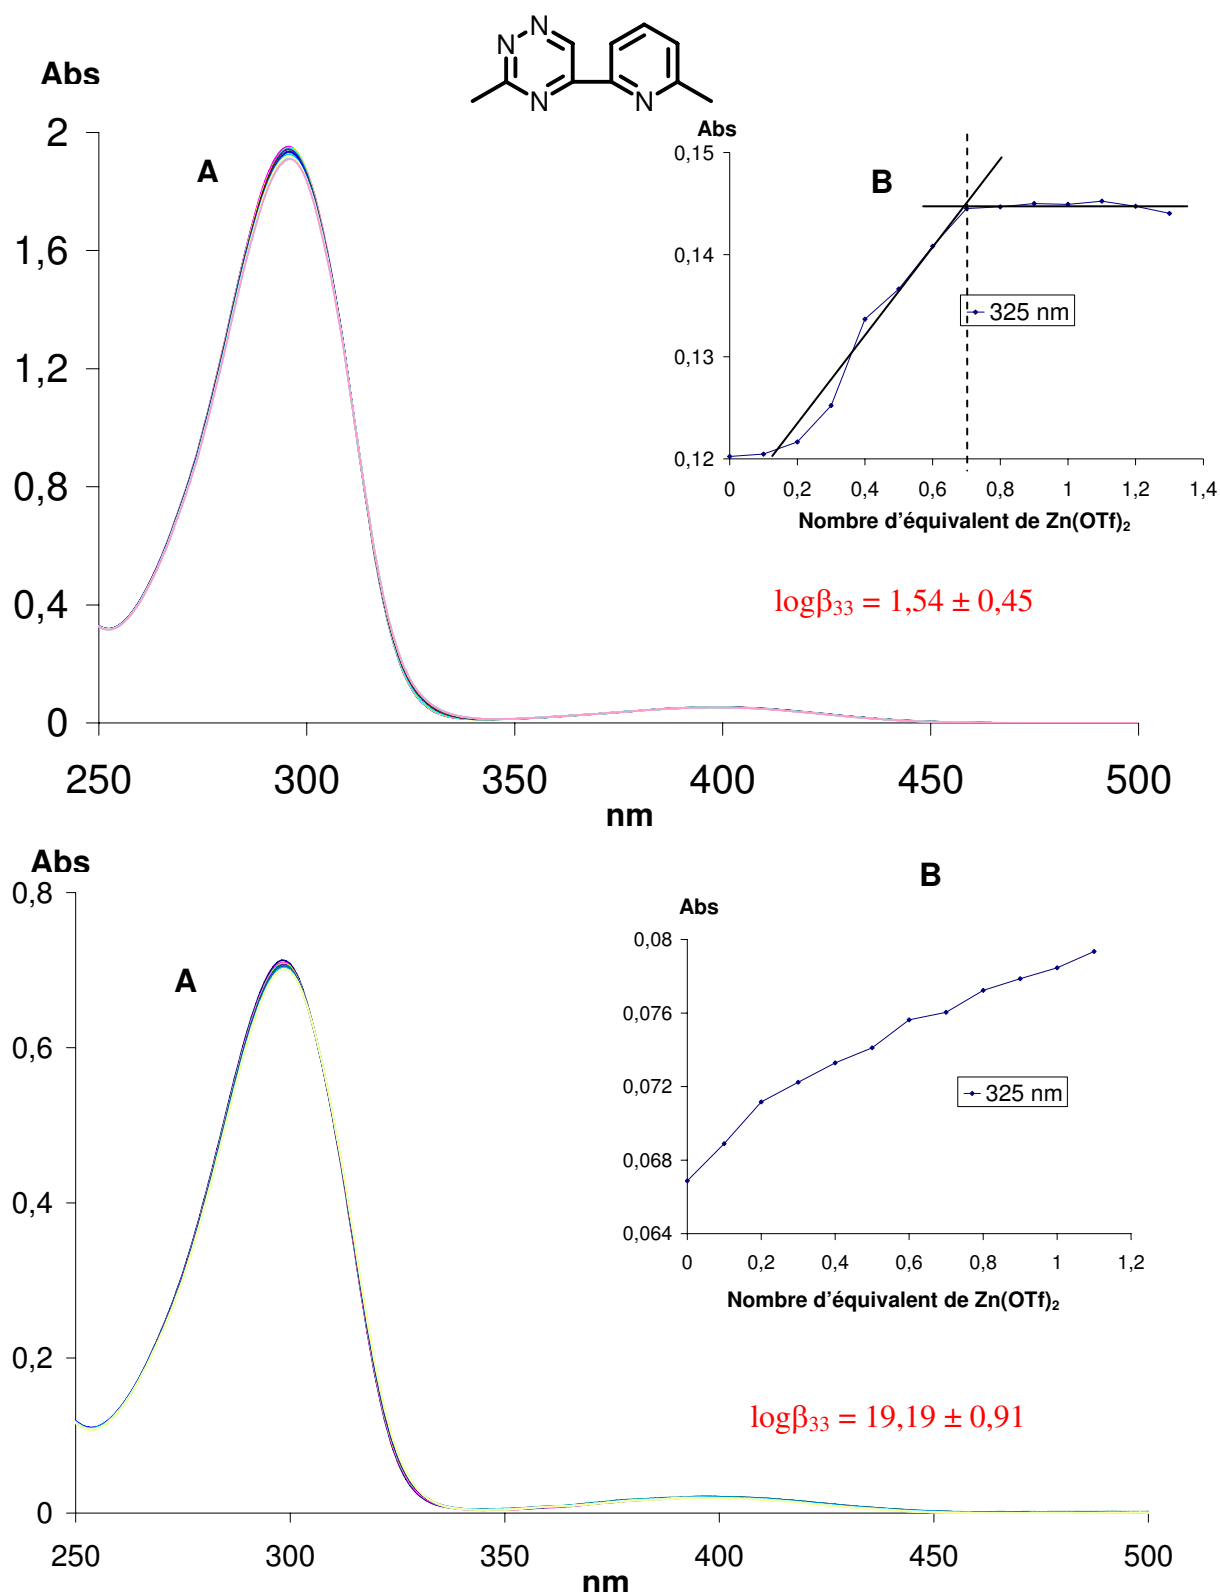 N
N
N
N
Abs
A
2
1,6
1,2
0,8
0,4
0
250 300 350 400 450 500
nm
Abs
B
0,15
0,14
0,13
0,12
325 nm
0 0,2 0,4 0,6 0,8 1 1,2 1,4
Nombre d'équivalent de Zn(OTf)₂
logβ₃₃ = 1,54 ± 0,45
Abs
A
0,8
0,6
0,4
0,2
0
250 300 350 400 450 500
nm
B
Abs
0,08
0,076
0,072
0,068
0,064
325 nm
0 0,2 0,4 0,6 0,8 1 1,2
Nombre d'équivalent de Zn(OTf)₂
logβ₃₃ = 19,19 ± 0,91